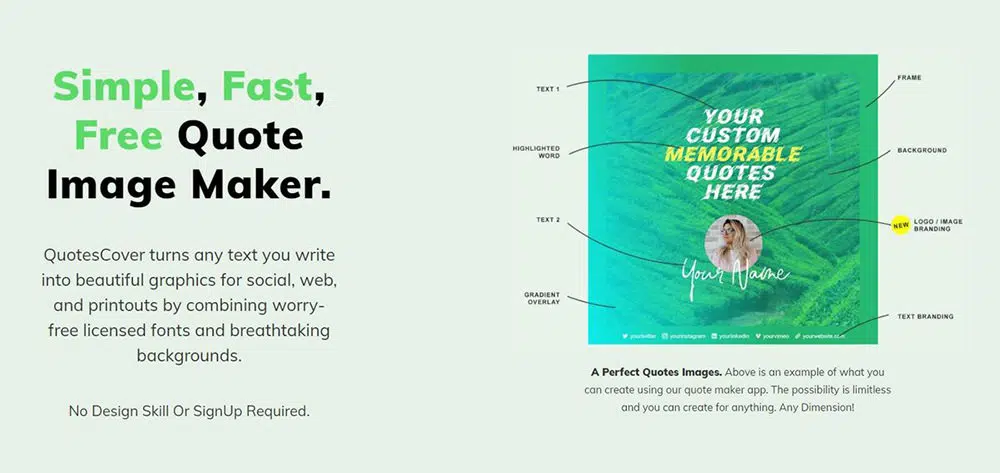 Simple, Fast,
Free Quote
Image Maker.
QuotesCover turns any text you write
into beautiful graphics for social, web,
and printouts by combining worry-
free licensed fonts and breathtaking
backgrounds.
No Design Skill Or SignUp Required.
TEXT 1
HIGHLIGHTED
WORD
TEXT 2
GRADIENT
OVERLAY
YOUR
CUSTOM
MEMORABLE
QUOTES
HERE
Your Name
yourtwitter yourinstagram yourlinkedin yourvimeo
FRAME
BACKGROUND
NEW LOGO / IMAGE
BRANDING
TEXT BRANDING
A Perfect Quotes Images. Above is an example of what you
can create using our quote maker app. The possibility is limitless
and you can create for anything. Any Dimension!